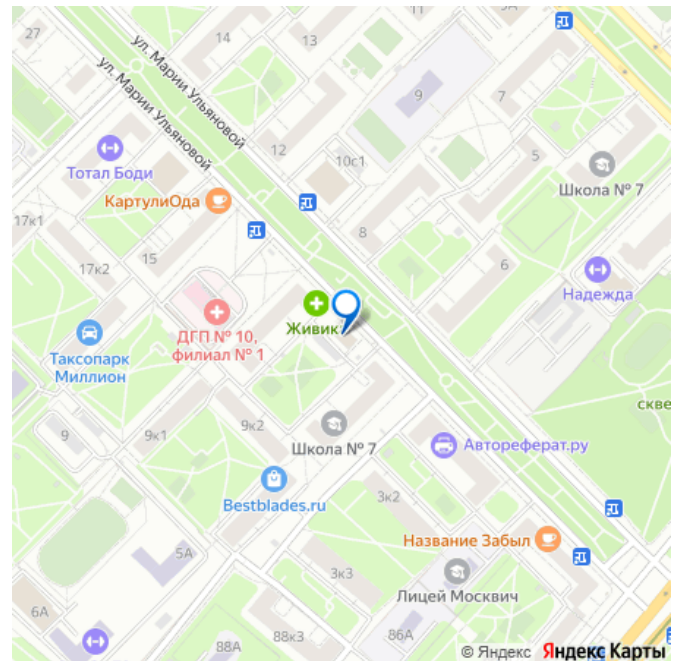 27
14
13
ул. Марии Ульяновой
ул. Марии Ульяновой
9
7
12
10с1
5
Тотал Боди
Школа № 7
КартулиОда
17к1
8
15
17к2
6
Надежда
Живик
ДГП № 10,
филиал № 1
Таксопарк
Миллион
скве
9
9к1
9к2
Школа № 7
Автореферат.ру
Bestblades.ru
3к2
Название Забыл
5А
3к3
Лицей Москвич
6А
88А
88к3
86А
© Яндекс Яндекс Карты